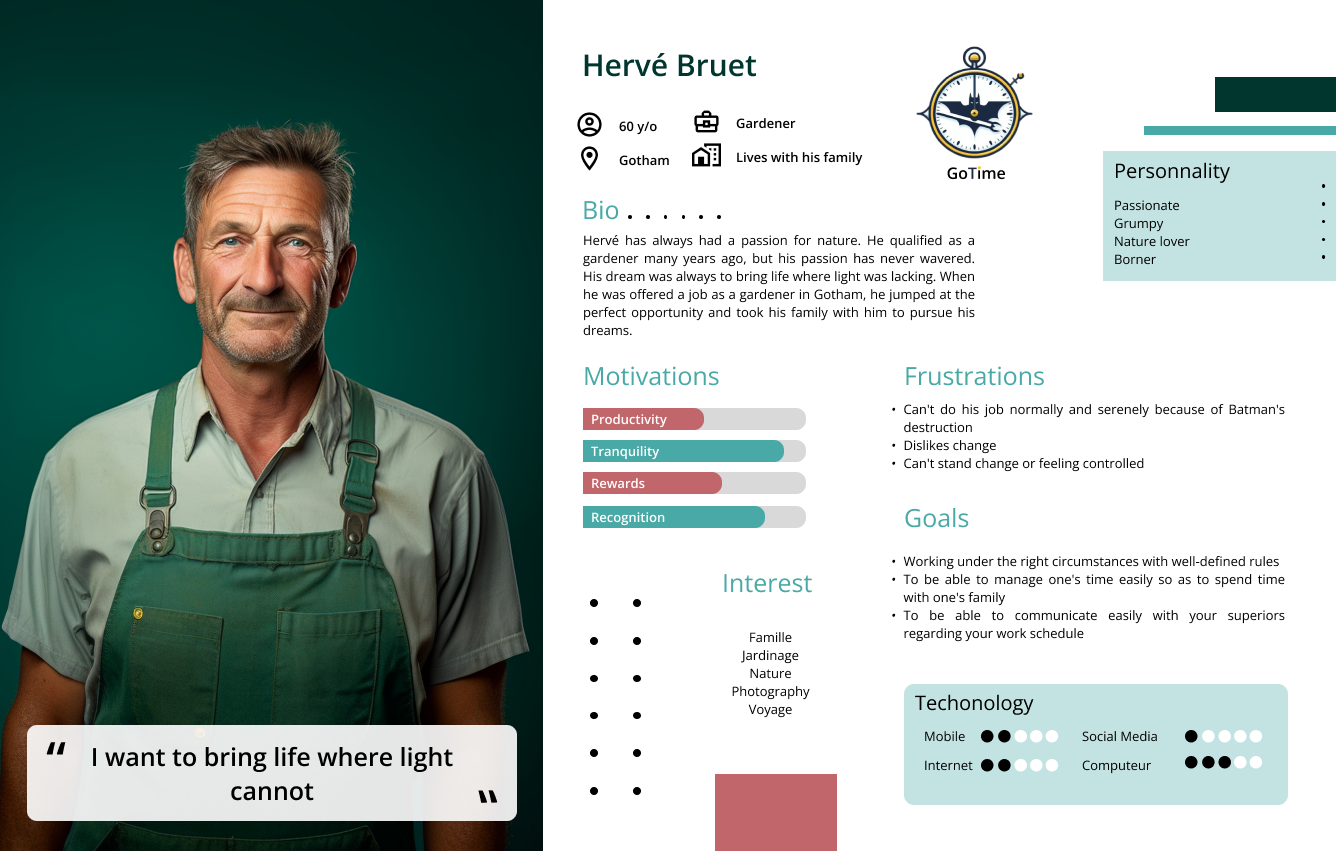 Hervé Bruet
60 y/o
Gardener
Gotham
Lives with his family
GoTime
Personnality
Passionate
Grumpy
Nature lover
Borner
Bio
Hervé has always had a passion for nature. He qualified as a
gardener many years ago, but his passion has never wavered.
His dream was always to bring life where light was lacking. When
he was offered a job as a gardener in Gotham, he jumped at the
perfect opportunity and took his family with him to pursue his
dreams.
Motivations
Productivity
Tranquility
Rewards
Recognition
Frustrations
• Can't do his job normally and serenely because of Batman's
destruction
• Dislikes change
• Can't stand change or feeling controlled
Goals
• Working under the right circumstances with well-defined rules
• To be able to manage one's time easily so as to spend time
with one's family
• To be able to communicate easily with your superiors
regarding your work schedule
Interest
Famille
Jardinage
Nature
Photography
Voyage
Techonology
Mobile
Social Media
Internet
Computeur
“ I want to bring life where light
cannot "